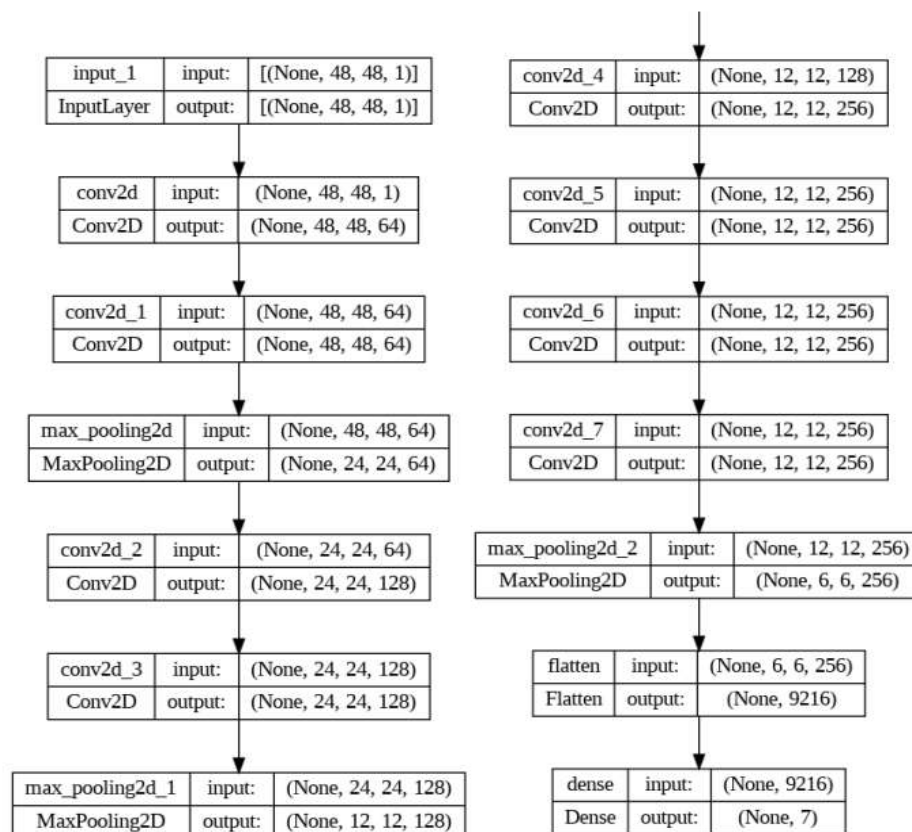 input_1 input: [(None, 48, 48, 1)]
InputLayer output: [(None, 48, 48, 1)]
conv2d input: (None, 48, 48, 1)
Conv2D output: (None, 48, 48, 64)
conv2d_1 input: (None, 48, 48, 64)
Conv2D output: (None, 48, 48, 64)
max_pooling2d input: (None, 48, 48, 64)
MaxPooling2D output: (None, 24, 24, 64)
conv2d_2 input: (None, 24, 24, 64)
Conv2D output: (None, 24, 24, 128)
conv2d_3 input: (None, 24, 24, 128)
Conv2D output: (None, 24, 24, 128)
max_pooling2d_1 input: (None, 24, 24, 128)
MaxPooling2D output: (None, 12, 12, 128)
conv2d_4 input: (None, 12, 12, 128)
Conv2D output: (None, 12, 12, 256)
conv2d_5 input: (None, 12, 12, 256)
Conv2D output: (None, 12, 12, 256)
conv2d_6 input: (None, 12, 12, 256)
Conv2D output: (None, 12, 12, 256)
conv2d_7 input: (None, 12, 12, 256)
Conv2D output: (None, 12, 12, 256)
max_pooling2d_2 input: (None, 12, 12, 256)
MaxPooling2D output: (None, 6, 6, 256)
flatten input: (None, 6, 6, 256)
Flatten output: (None, 9216)
dense input: (None, 9216)
Dense output: (None, 7)